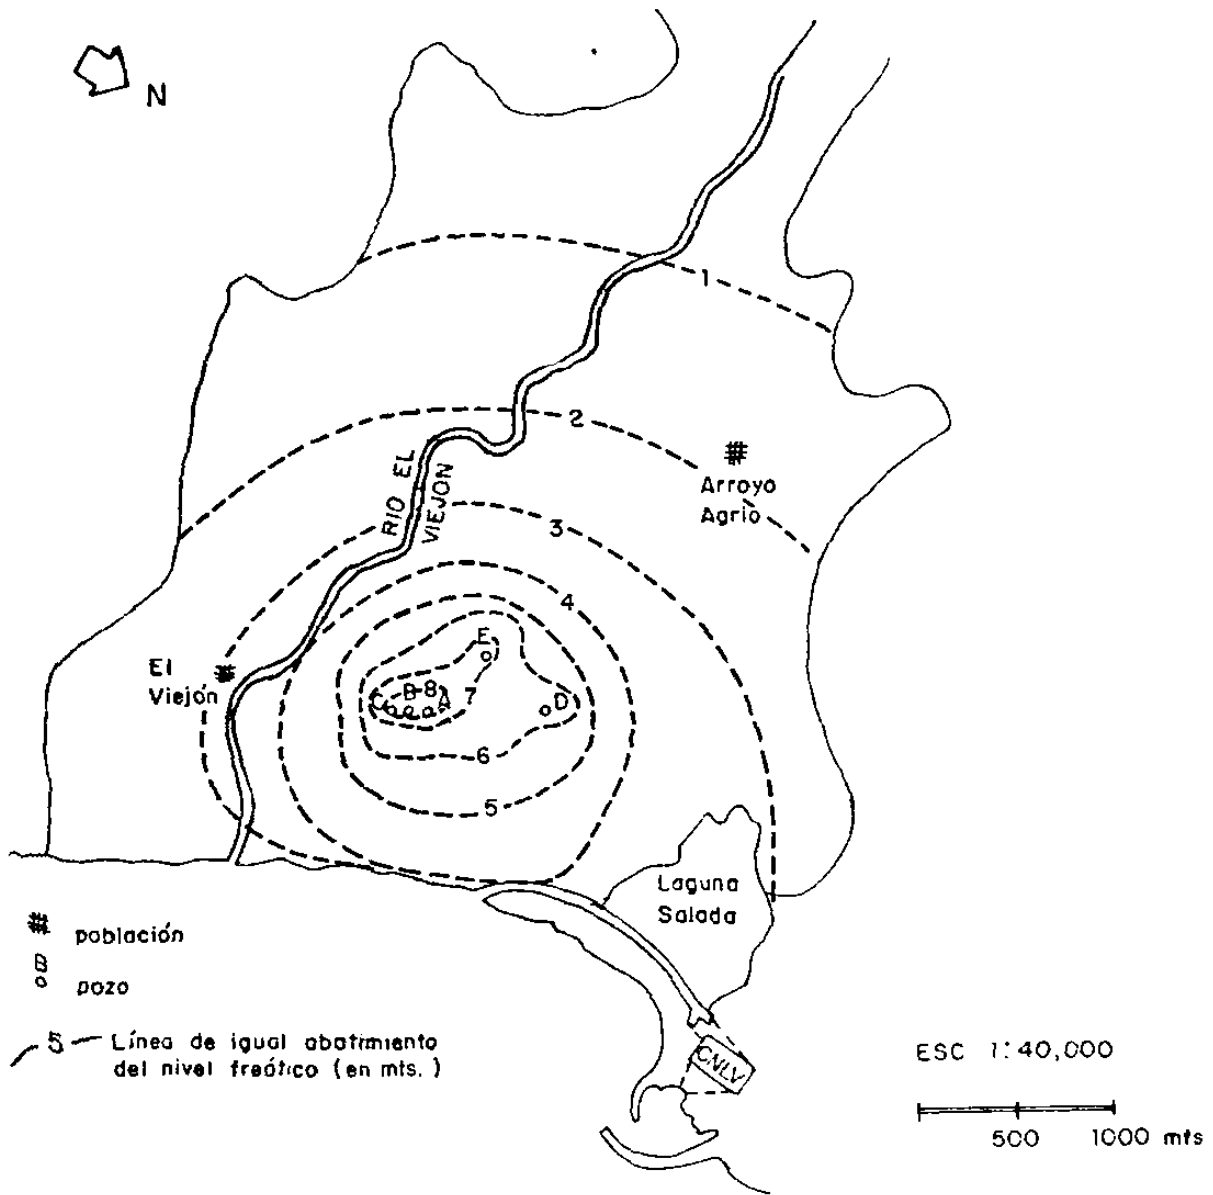 N
1
2
RIO EL
VIEJON
Arroyo
Agrio
3
4
El
Viejón
E
B 8
C A 7
D
6
5
Laguna
Salada
población
B
pozo
5 Línea de igual abatimiento
del nivel freático (en mts.)
CNLV
ESC 1:40,000
500 1000 mts